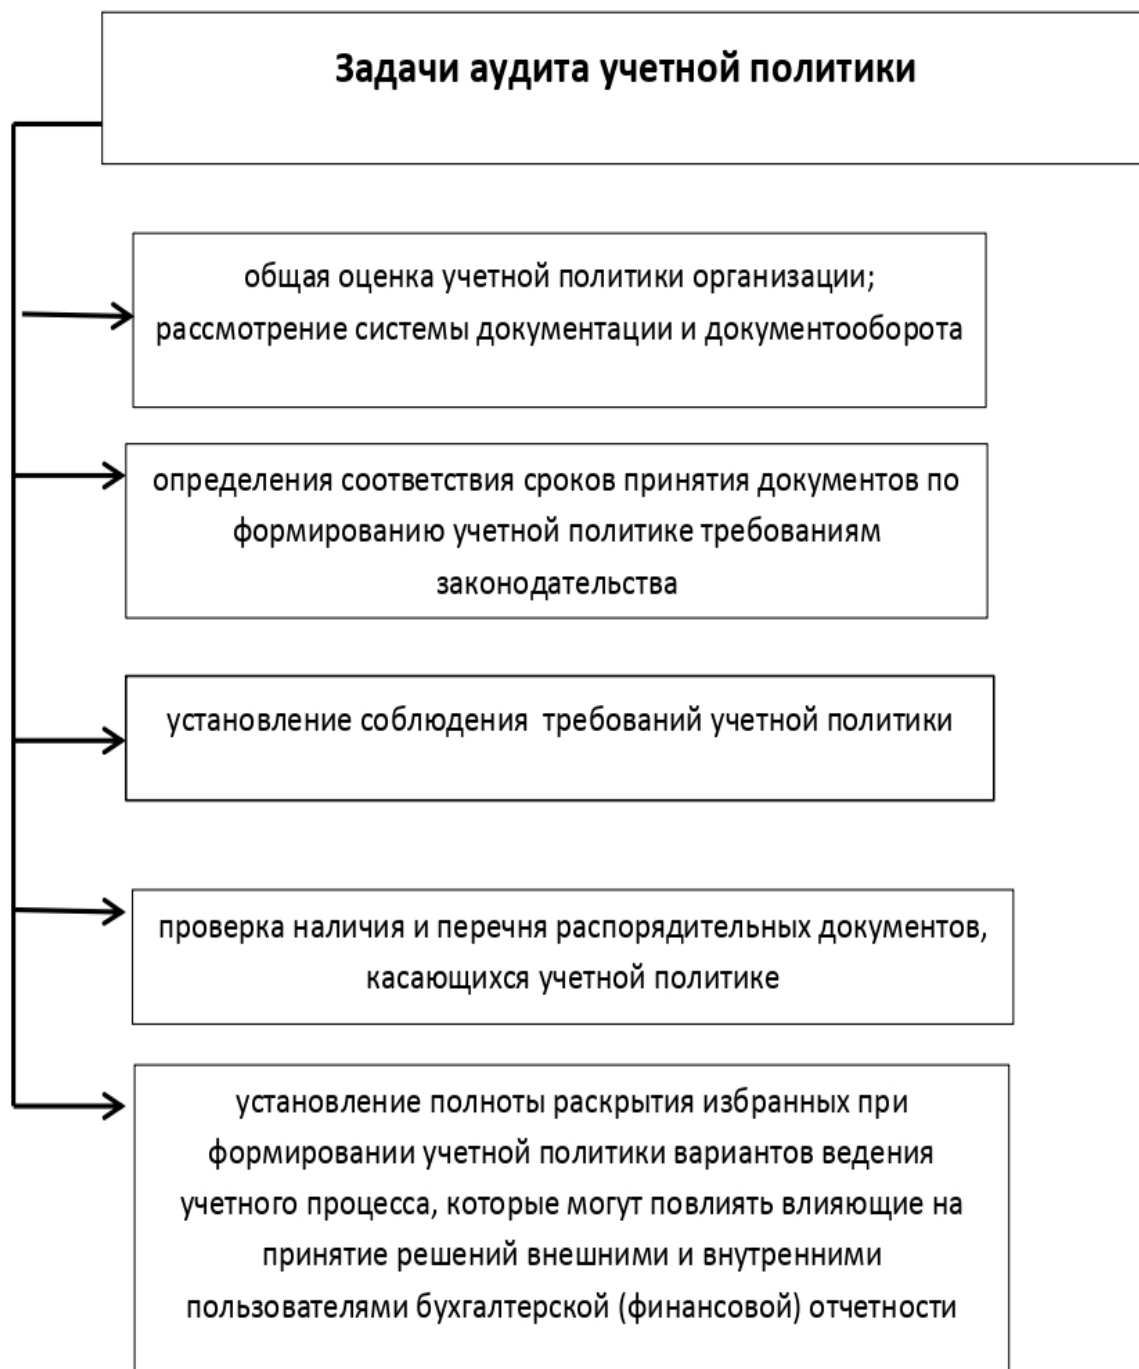 Задачи аудита учетной политики
общая оценка учетной политики организации;
рассмотрение системы документации и документооборота
определения соответствия сроков принятия документов по
формированию учетной политике требованиям
законодательства
установление соблюдения требований учетной политики
проверка наличия и перечня распорядительных документов,
касающихся учетной политике
установление полноты раскрытия избранных при
формировании учетной политики вариантов ведения
учетного процесса, которые могут повлиять влияющие на
принятие решений внешними и внутренними
пользователями бухгалтерской (финансовой) отчетности